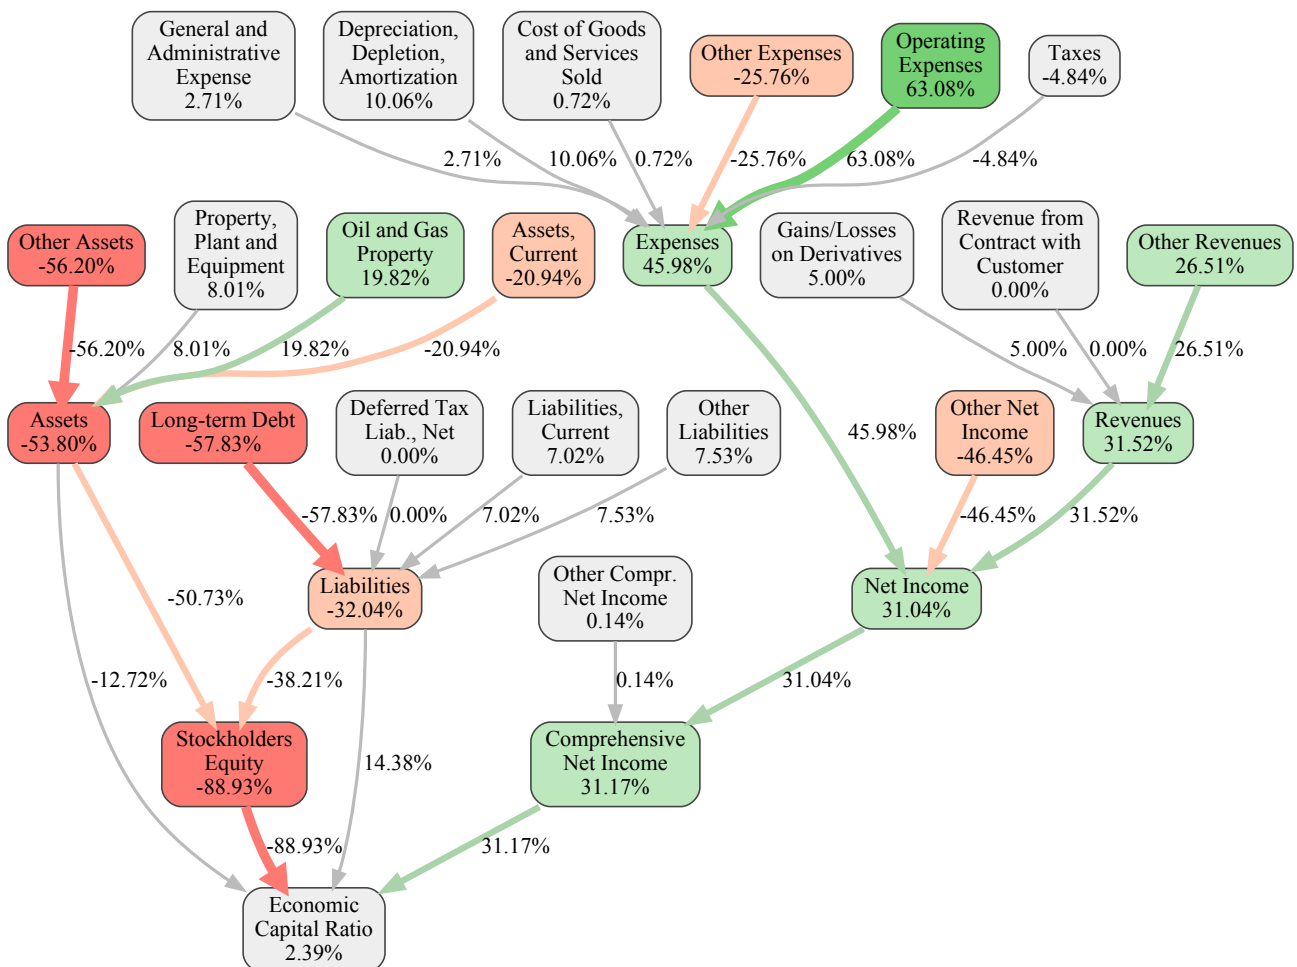 General and
Administrative
Expense
2.71%
Depreciation,
Depletion,
Amortization
10.06%
Cost of Goods
and Services
Sold
0.72%
Other Expenses
-25.76%
Operating
Expenses
63.08%
Taxes
-4.84%
2.71%
10.06%
0.72%
-25.76%
63.08%
-4.84%
Other Assets
-56.20%
Property,
Plant and
Equipment
8.01%
Oil and Gas
Property
19.82%
Assets,
Current
-20.94%
Expenses
45.98%
Gains/Losses
on Derivatives
5.00%
Revenue from
Contract with
Customer
0.00%
Other Revenues
26.51%
-56.20%
8.01%
19.82%
-20.94%
5.00%
0.00%
26.51%
Assets
-53.80%
Long-term Debt
-57.83%
Deferred Tax
Liab., Net
0.00%
Liabilities,
Current
7.02%
Other
Liabilities
7.53%
45.98%
Other Net
Income
-46.45%
Revenues
31.52%
-57.83%
0.00%
7.02%
7.53%
-46.45%
31.52%
-50.73%
Liabilities
-32.04%
Other Compr.
Net Income
0.14%
Net Income
31.04%
-12.72%
-38.21%
0.14%
31.04%
Stockholders
Equity
-88.93%
14.38%
Comprehensive
Net Income
31.17%
-88.93%
31.17%
Economic
Capital Ratio
2.39%